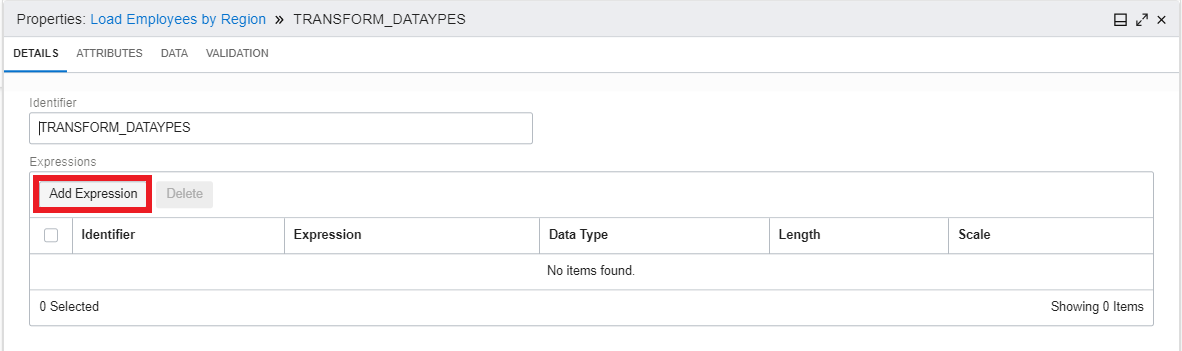 Properties: Load Employees by Region » TRANSFORM_DATAYPES
DETAILS ATTRIBUTES DATA VALIDATION
Identifier
TRANSFORM_DATAYPES
Expressions
Add Expression Delete
Identifier Expression Data Type Length Scale
No items found.
0 Selected Showing 0 Items